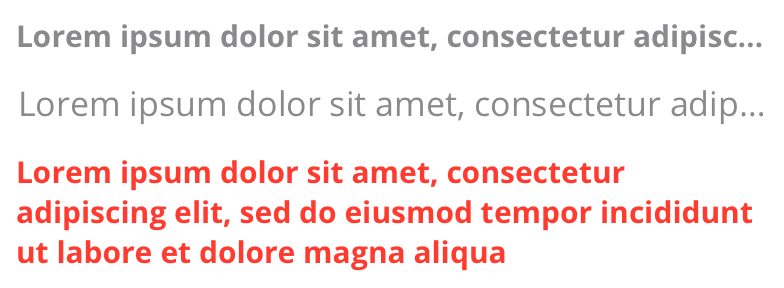 Lorem ipsum dolor sit amet, consectetur adipisc...
Lorem ipsum dolor sit amet, consectetur adip...
Lorem ipsum dolor sit amet, consectetur
adipiscing elit, sed do eiusmod tempor incididunt
ut labore et dolore magna aliqua